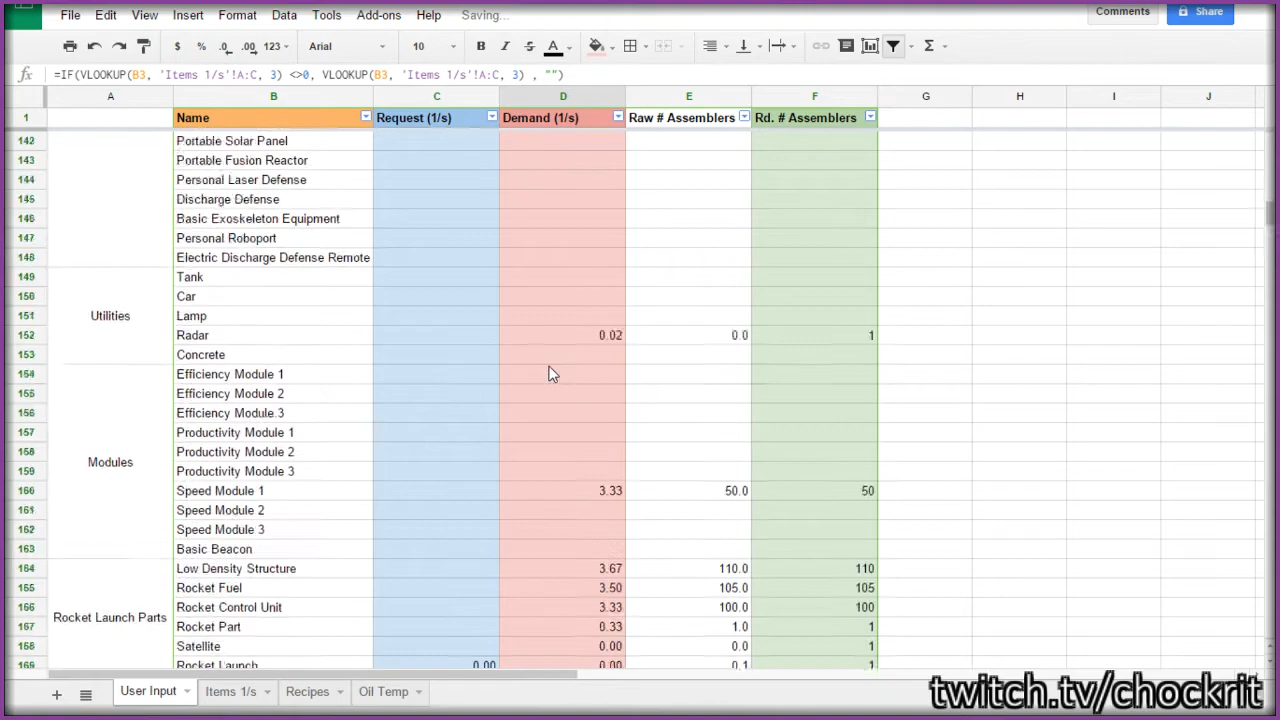 File Edit View Insert Format Data Tools Add-ons Help Saving... Comments Share
$ % .0 .00 123 Arial 10 B I S A Σ
fx =IF(VLOOKUP(B3, 'Items 1/s'!A:C, 3) <>0, VLOOKUP(B3, 'Items 1/s'!A:C, 3) , "")
A B C D E F G H I J
1 Name Request (1/s) Demand (1/s) Raw # Assemblers Rd. # Assemblers
142 Portable Solar Panel
143 Portable Fusion Reactor
144 Personal Laser Defense
145 Discharge Defense
146 Basic Exoskeleton Equipment
147 Personal Roboport
148 Electric Discharge Defense Remote
149 Tank
150 Car
151 Utilities Lamp
152 Radar 0.02 0.0 1
153 Concrete
154 Efficiency Module 1
155 Efficiency Module 2
156 Efficiency Module 3
157 Productivity Module 1
158 Modules Productivity Module 2
159 Productivity Module 3
160 Speed Module 1 3.33 50.0 50
161 Speed Module 2
162 Speed Module 3
163 Basic Beacon
164 Low Density Structure 3.67 110.0 110
165 Rocket Fuel 3.50 105.0 105
166 Rocket Control Unit 3.33 100.0 100
167 Rocket Launch Parts Rocket Part 0.33 1.0 1
168 Satellite 0.00 0.0 1
169 Rocket Launch 0.00 0.00 0.1 1
+ User Input Items 1/s Recipes Oil Temp
twitch.tv/chockrit